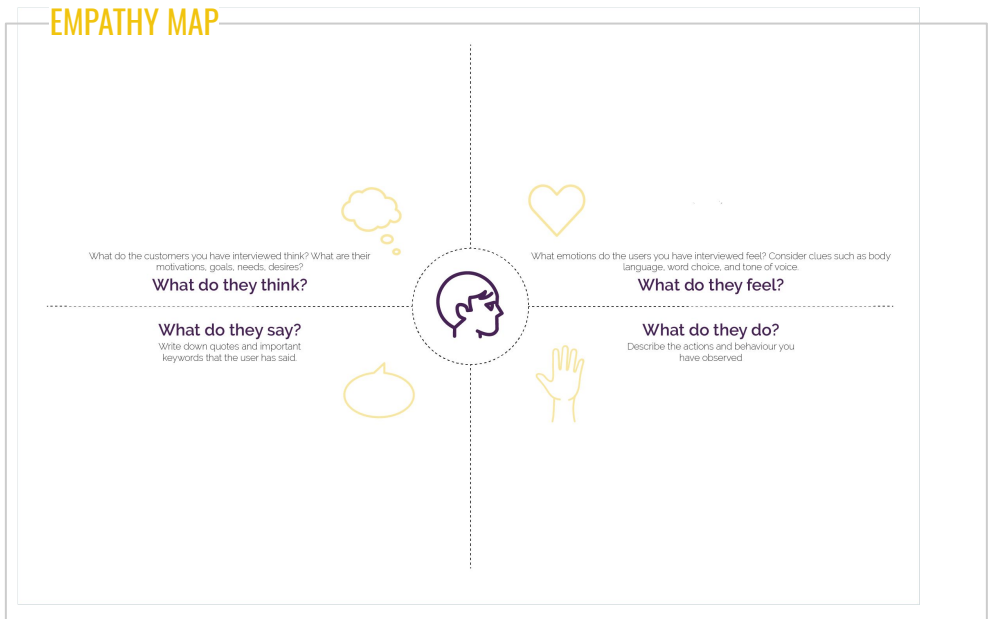 EMPATHY MAP
What do the customers you have interviewed think? What are their
motivations, goals, needs, desires?
What do they think?
What emotions do the users you have interviewed feel? Consider clues such as body
language, word choice, and tone of voice.
What do they feel?
What do they say?
Write down quotes and important
keywords that the user has said.
What do they do?
Describe the actions and behaviour you
have observed